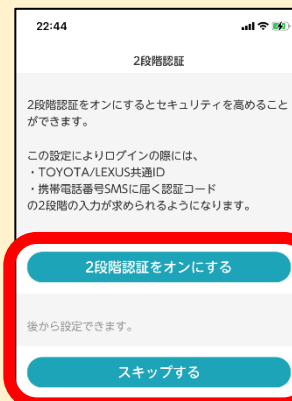 22:44
2段階認証
2段階認証をオンにするとセキュリティを高めること
ができます。
この設定によりログインの際には、
・TOYOTA/LEXUS共通ID
・携帯電話番号SMSに届く認証コード
の2段階の入力が求められるようになります。
2段階認証をオンにする
後から設定できます。
スキップする